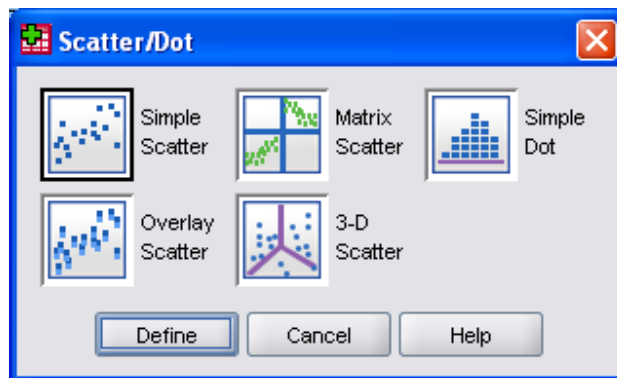 Scatter/Dot
Simple
Scatter
Matrix
Scatter
Simple
Dot
Overlay
Scatter
3-D
Scatter
Define
Cancel
Help